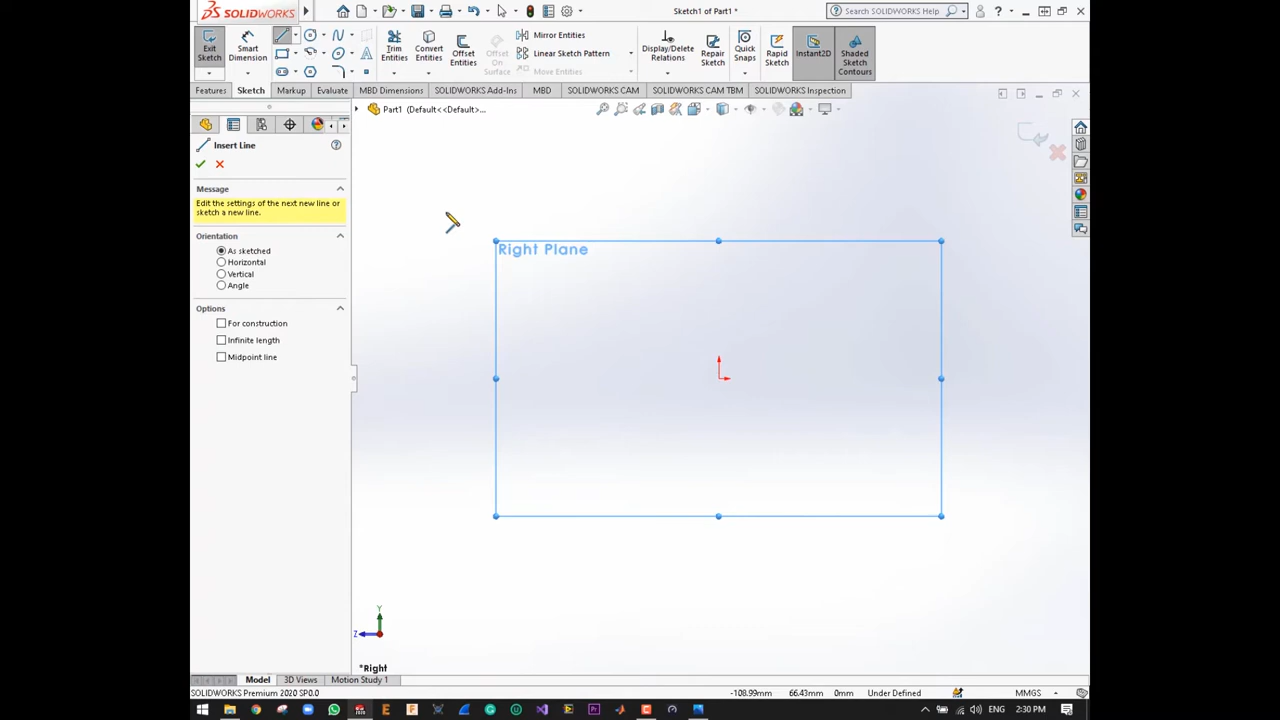 SOLIDWORKS
Sketch1 of Part1 *
Search SOLIDWORKS Help
Exit Sketch
Smart Dimension
Trim Entities
Convert Entities
Offset Entities
Offset On Surface
Mirror Entities
Linear Sketch Pattern
Move Entities
Display/Delete Relations
Repair Sketch
Quick Snaps
Rapid Sketch
Instant2D
Shaded Sketch Contours
Features
Sketch
Markup
Evaluate
MBD Dimensions
SOLIDWORKS Add-Ins
MBD
SOLIDWORKS CAM
SOLIDWORKS CAM TBM
SOLIDWORKS Inspection
Part1 (Default<<Default>...
Insert Line
Message
Edit the settings of the next new line or
sketch a new line.
Orientation
As sketched
Horizontal
Vertical
Angle
Options
For construction
Infinite length
Midpoint line
Right Plane
Y
Z
*Right
Model
3D Views
Motion Study 1
SOLIDWORKS Premium 2020 SP0.0
-108.99mm
66.43mm
0mm
Under Defined
MMGS
ENG
2:30 PM